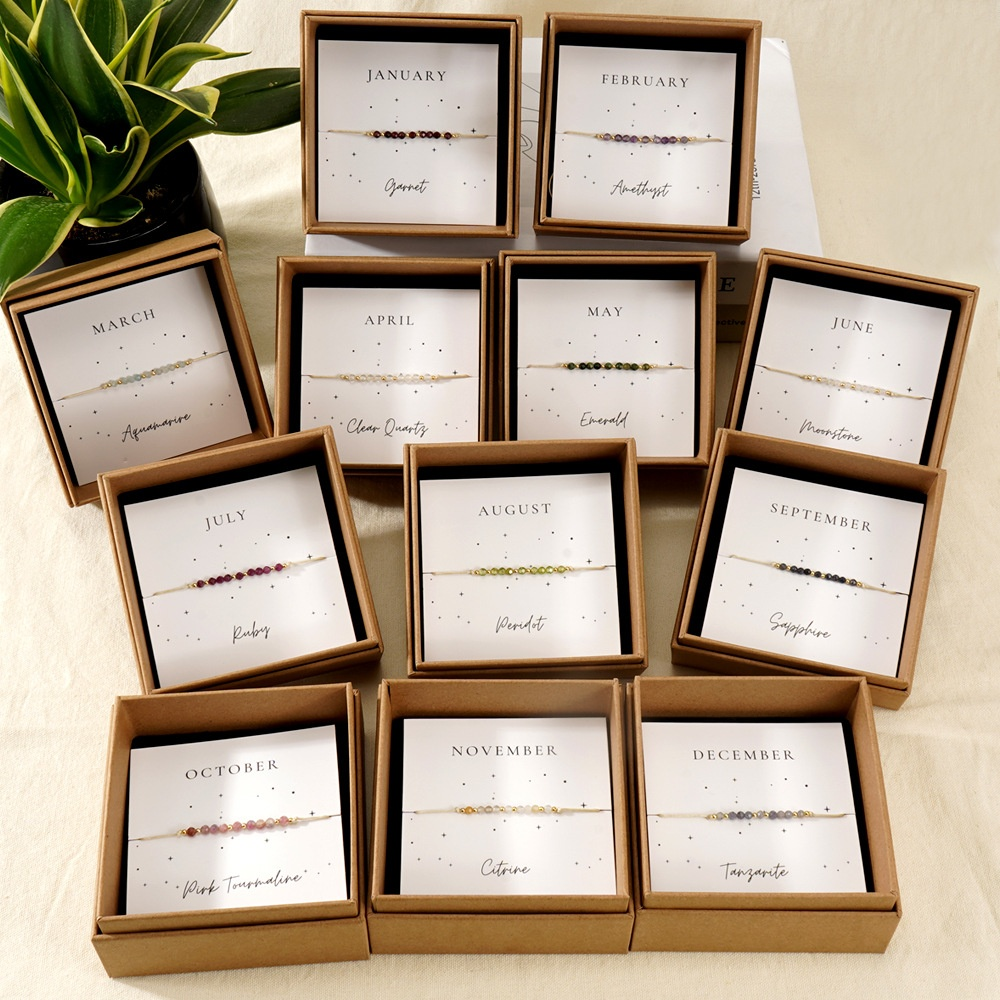 JANUARY
Garnet
FEBRUARY
Amethyst
MARCH
Aquamarine
APRIL
Clear Quartz
MAY
Emerald
JUNE
Moonstone
JULY
Ruby
AUGUST
Peridot
SEPTEMBER
Sapphire
OCTOBER
Pink Tourmaline
NOVEMBER
Citrine
DECEMBER
Tanzanite